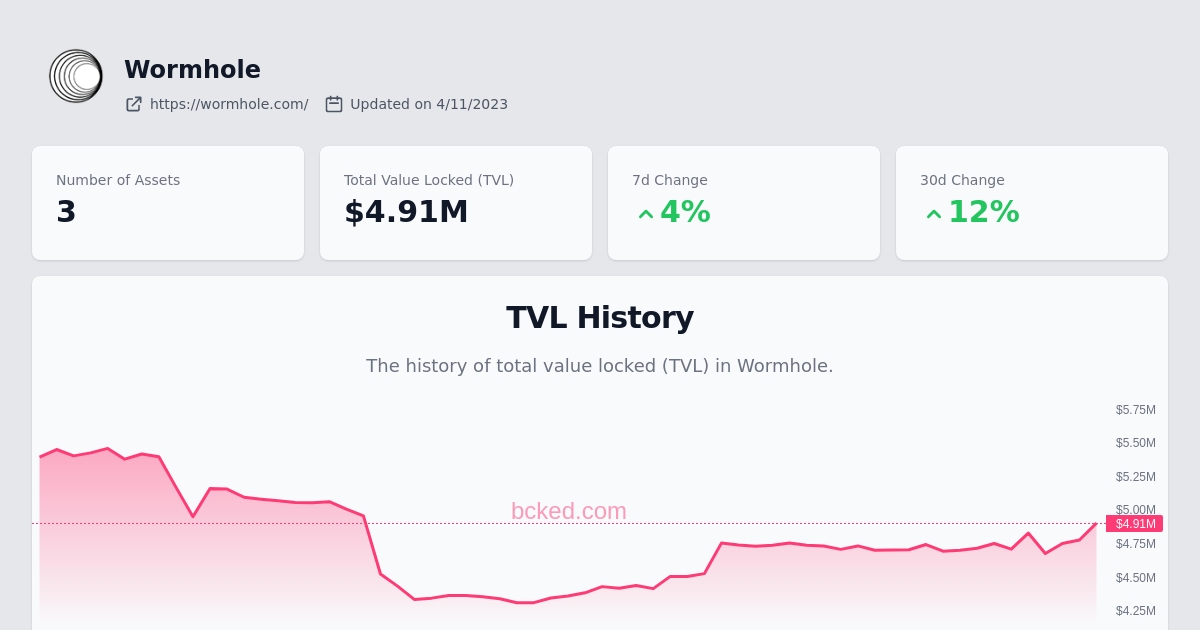 Wormhole
https://wormhole.com/ Updated on 4/11/2023
Number of Assets
3
Total Value Locked (TVL)
$4.91M
7d Change
4%
30d Change
12%
TVL History
The history of total value locked (TVL) in Wormhole.
$5.75M
$5.50M
$5.25M
bcked.com
$5.00M
$4.91M
$4.75M
$4.50M
$4.25M